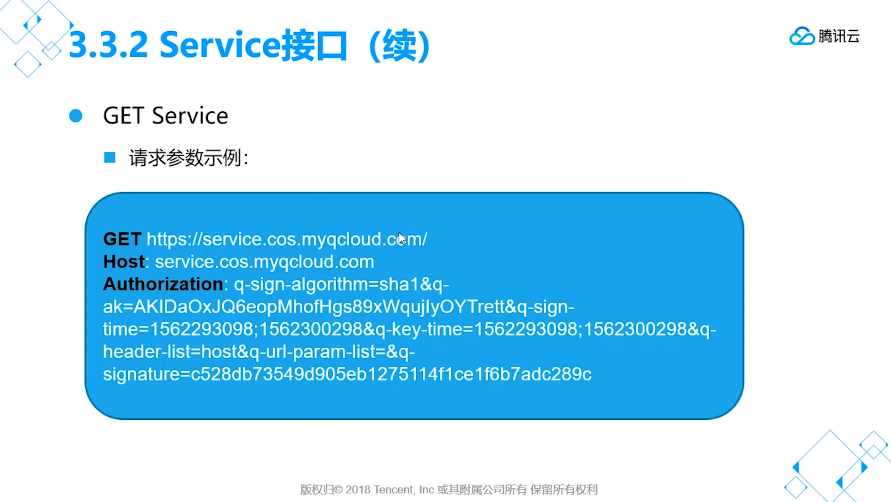 3.3.2 Service接口（续）
腾讯云
GET Service
请求参数示例：
GET https://service.cos.myqcloud.com/
Host: service.cos.myqcloud.com
Authorization: q-sign-algorithm=sha1&q-
ak=AKIDaOxJQ6eopMhofHgs89xWqujIyOYTrett&q-sign-
time=1562293098;1562300298&q-key-time=1562293098;1562300298&q-
header-list=host&q-url-param-list=&q-
signature=c528db73549d905eb1275114f1ce1f6b7adc289c
版权归© 2018 Tencent, Inc.或其附属公司所有 保留所有权利